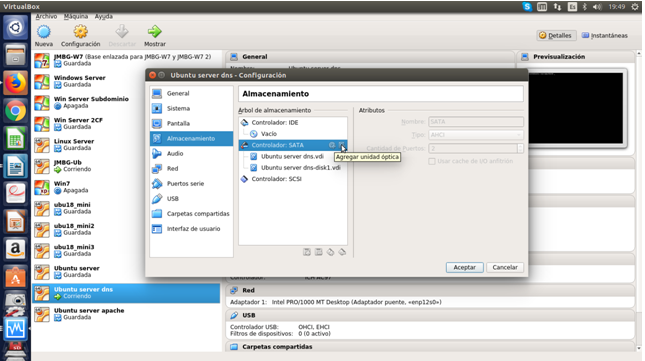 VirtualBox
Es
19:49
Archivo Máquina Ayuda
Nueva Configuración Descartar Mostrar
Detalles
Instantáneas
JMBG-W7 (Base enlazada para JMBG-W7 y JMBG-W7 2)
Guardada
Windows Server
Guardada
Win Server Subdominio
Apagada
Win Server 2CF
Guardada
Linux Server
Guardada
JMBG-Ub
Corriendo
Win7
Apagada
ubu18_mini
Guardada
ubu18_mini2
Guardada
ubu18_mini3
Guardada
Ubuntu server
Guardada
Ubuntu server dns
Corriendo
Ubuntu server apache
Guardada
General
Previsualización
Ubuntu server dns - Configuración
General
Sistema
Pantalla
Almacenamiento
Audio
Red
Puertos serie
USB
Carpetas compartidas
Interfaz de usuario
Almacenamiento
Árbol de almacenamiento
Controlador: IDE
Vacío
Controlador: SATA
Ubuntu server dns.vdi
Ubuntu server dns-disk1.vdi
Controlador: SCSI
Agregar unidad óptica
Atributos
Nombre: SATA
Tipo: AHCI
Cantidad de Puertos: 2
Usar cache de I/O anfitrión
Aceptar
Cancelar
Controlador: ICH AC97
Red
Adaptador 1: Intel PRO/1000 MT Desktop (Adaptador puente, «enp12s0»)
USB
Controlador USB: OHCI, EHCI
Filtros de dispositivos: 0 (0 activo)
Carpetas compartidas